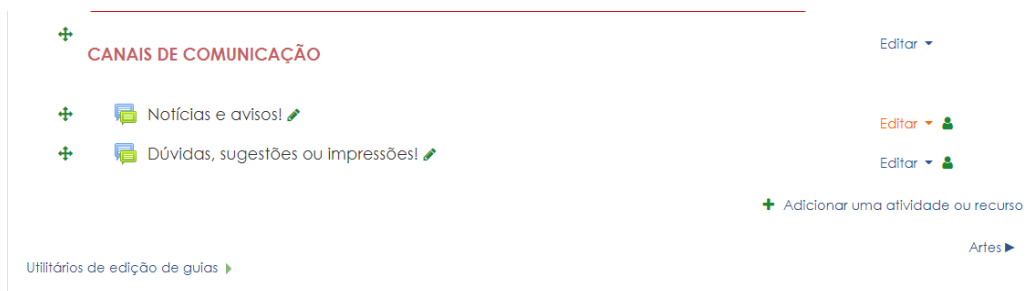 Editar
CANAIS DE COMUNICAÇÃO
Notícias e avisos!
Editar
Dúvidas, sugestões ou impressões!
Editar
Adicionar uma atividade ou recurso
Artes
Utilitários de edição de guias